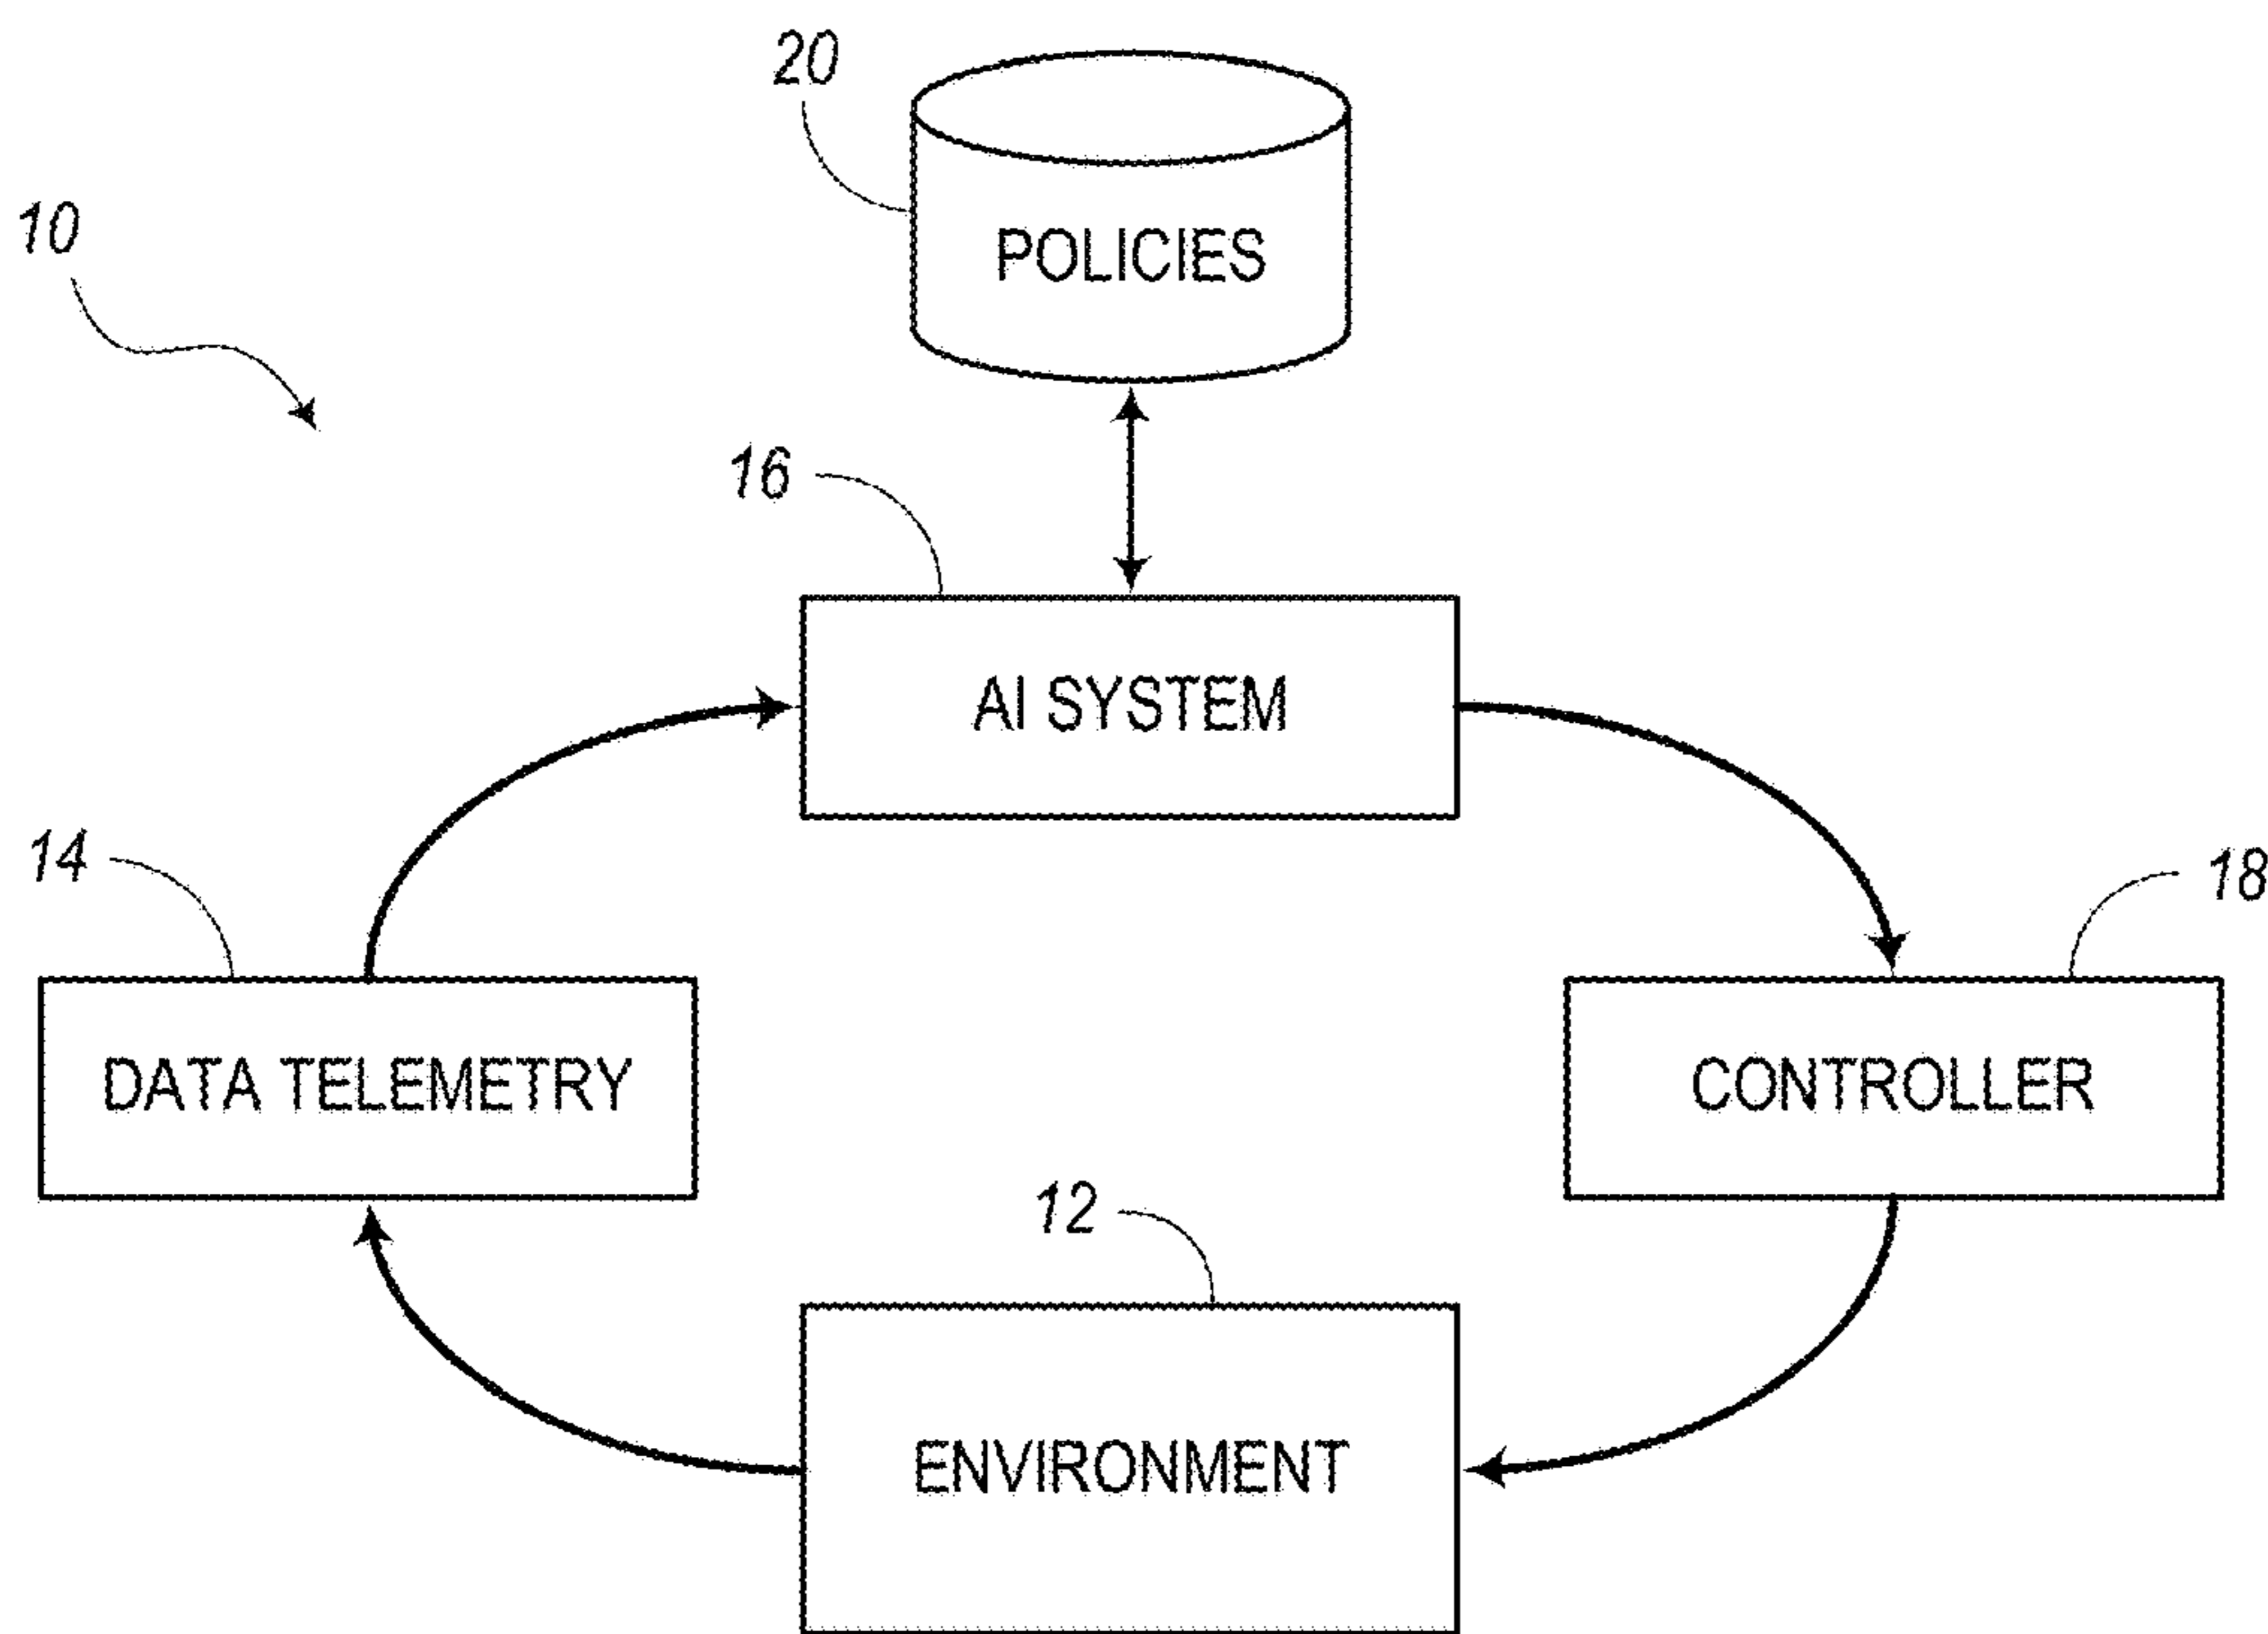 20
10
POLICIES
16
AI SYSTEM
14
18
DATA TELEMETRY
CONTROLLER
12
ENVIRONMENT